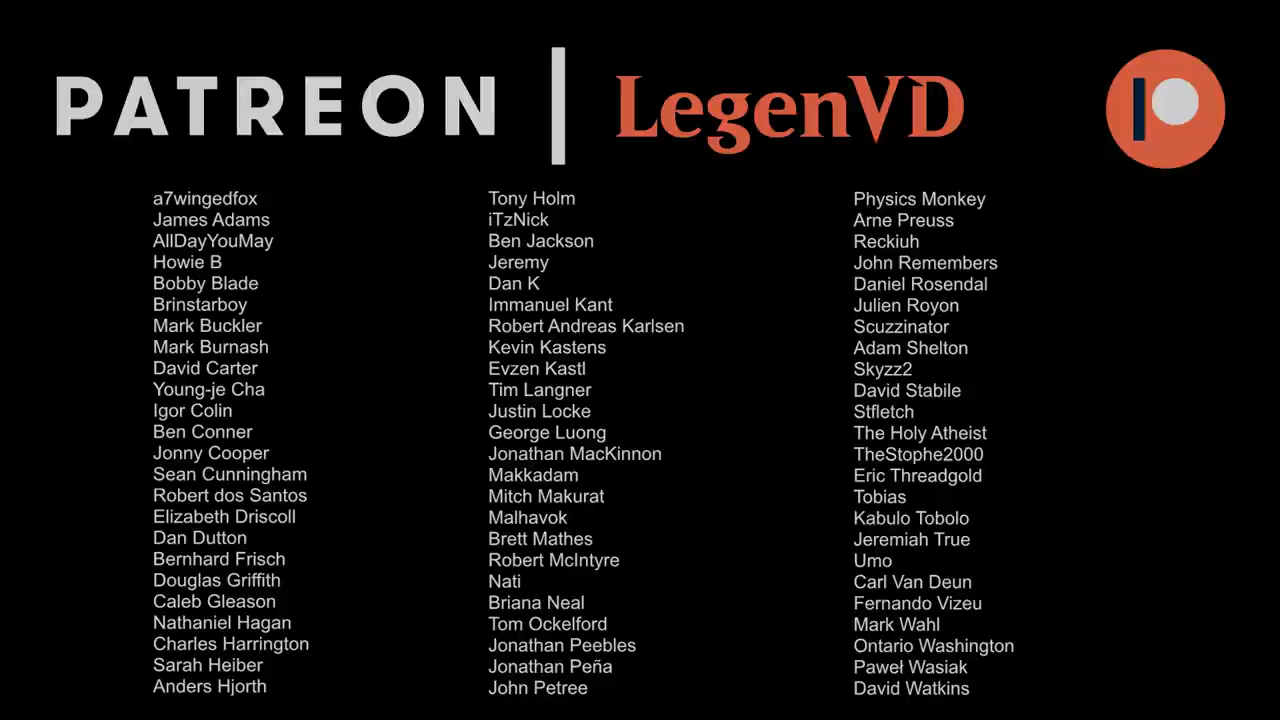 PATREON | LegenVD
a7wingedfox
James Adams
AllDayYouMay
Howie B
Bobby Blade
Brinstarboy
Mark Buckler
Mark Burnash
David Carter
Young-je Cha
Igor Colin
Ben Conner
Jonny Cooper
Sean Cunningham
Robert dos Santos
Elizabeth Driscoll
Dan Dutton
Bernhard Frisch
Douglas Griffith
Caleb Gleason
Nathaniel Hagan
Charles Harrington
Sarah Heiber
Anders Hjorth
Tony Holm
iTzNick
Ben Jackson
Jeremy
Dan K
Immanuel Kant
Robert Andreas Karlsen
Kevin Kastens
Evzen Kastl
Tim Langner
Justin Locke
George Luong
Jonathan MacKinnon
Makkadam
Mitch Makurat
Malhavok
Brett Mathes
Robert McIntyre
Nati
Briana Neal
Tom Ockelford
Jonathan Peebles
Jonathan Peña
John Petree
Physics Monkey
Arne Preuss
Reckiuh
John Remembers
Daniel Rosendal
Julien Royon
Scuzzinator
Adam Shelton
Skyzz2
David Stabile
Stfletch
The Holy Atheist
TheStophe2000
Eric Threadgold
Tobias
Kabulo Tobolo
Jeremiah True
Umo
Carl Van Deun
Fernando Vizeu
Mark Wahl
Ontario Washington
Paweł Wasiak
David Watkins